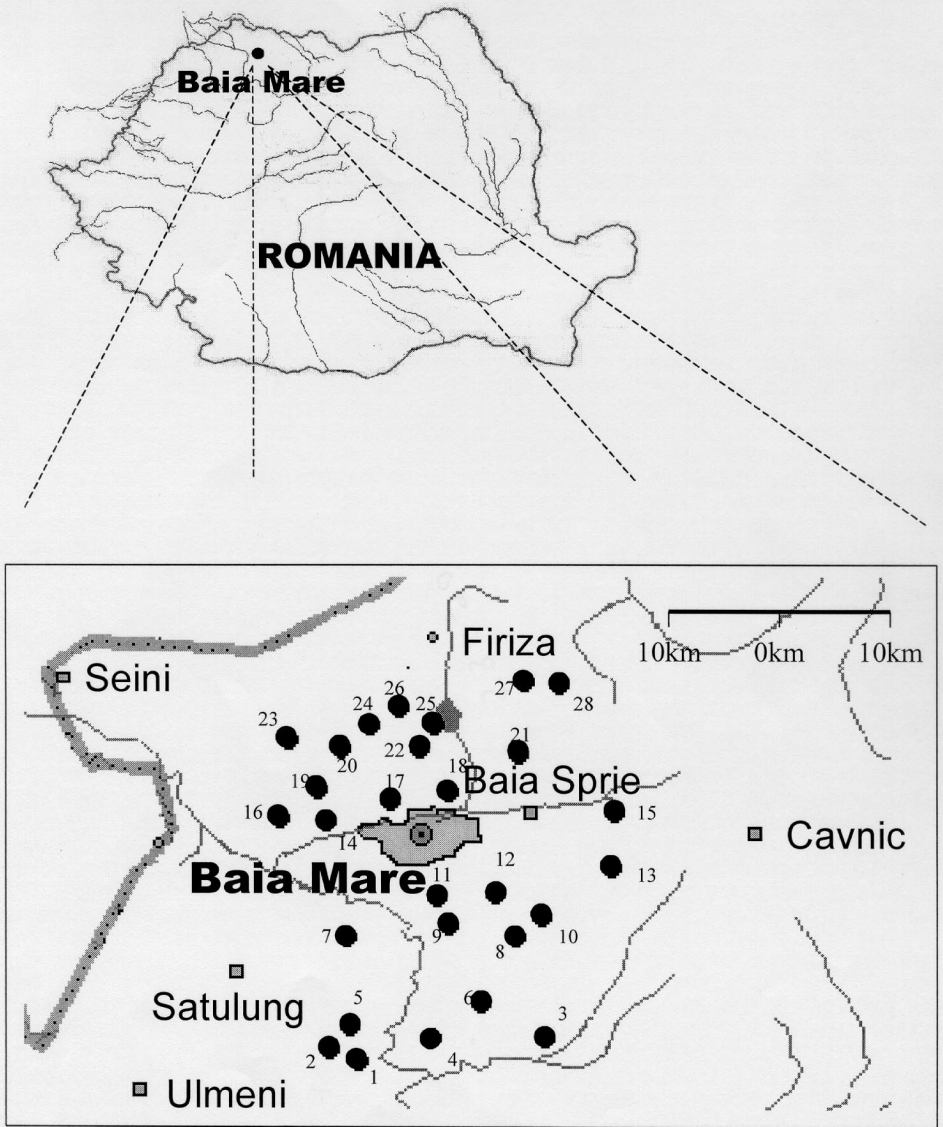 Baia Mare
ROMANIA
Firiza
10km 0km 10km
Seini
27
28
26
25
24
23
22
21
20
19
18
17
Baia Sprie
16
15
14
Cavnic
Baia Mare
13
12
11
10
9
8
7
Satulung
6
5
4
3
2
1
Ulmeni